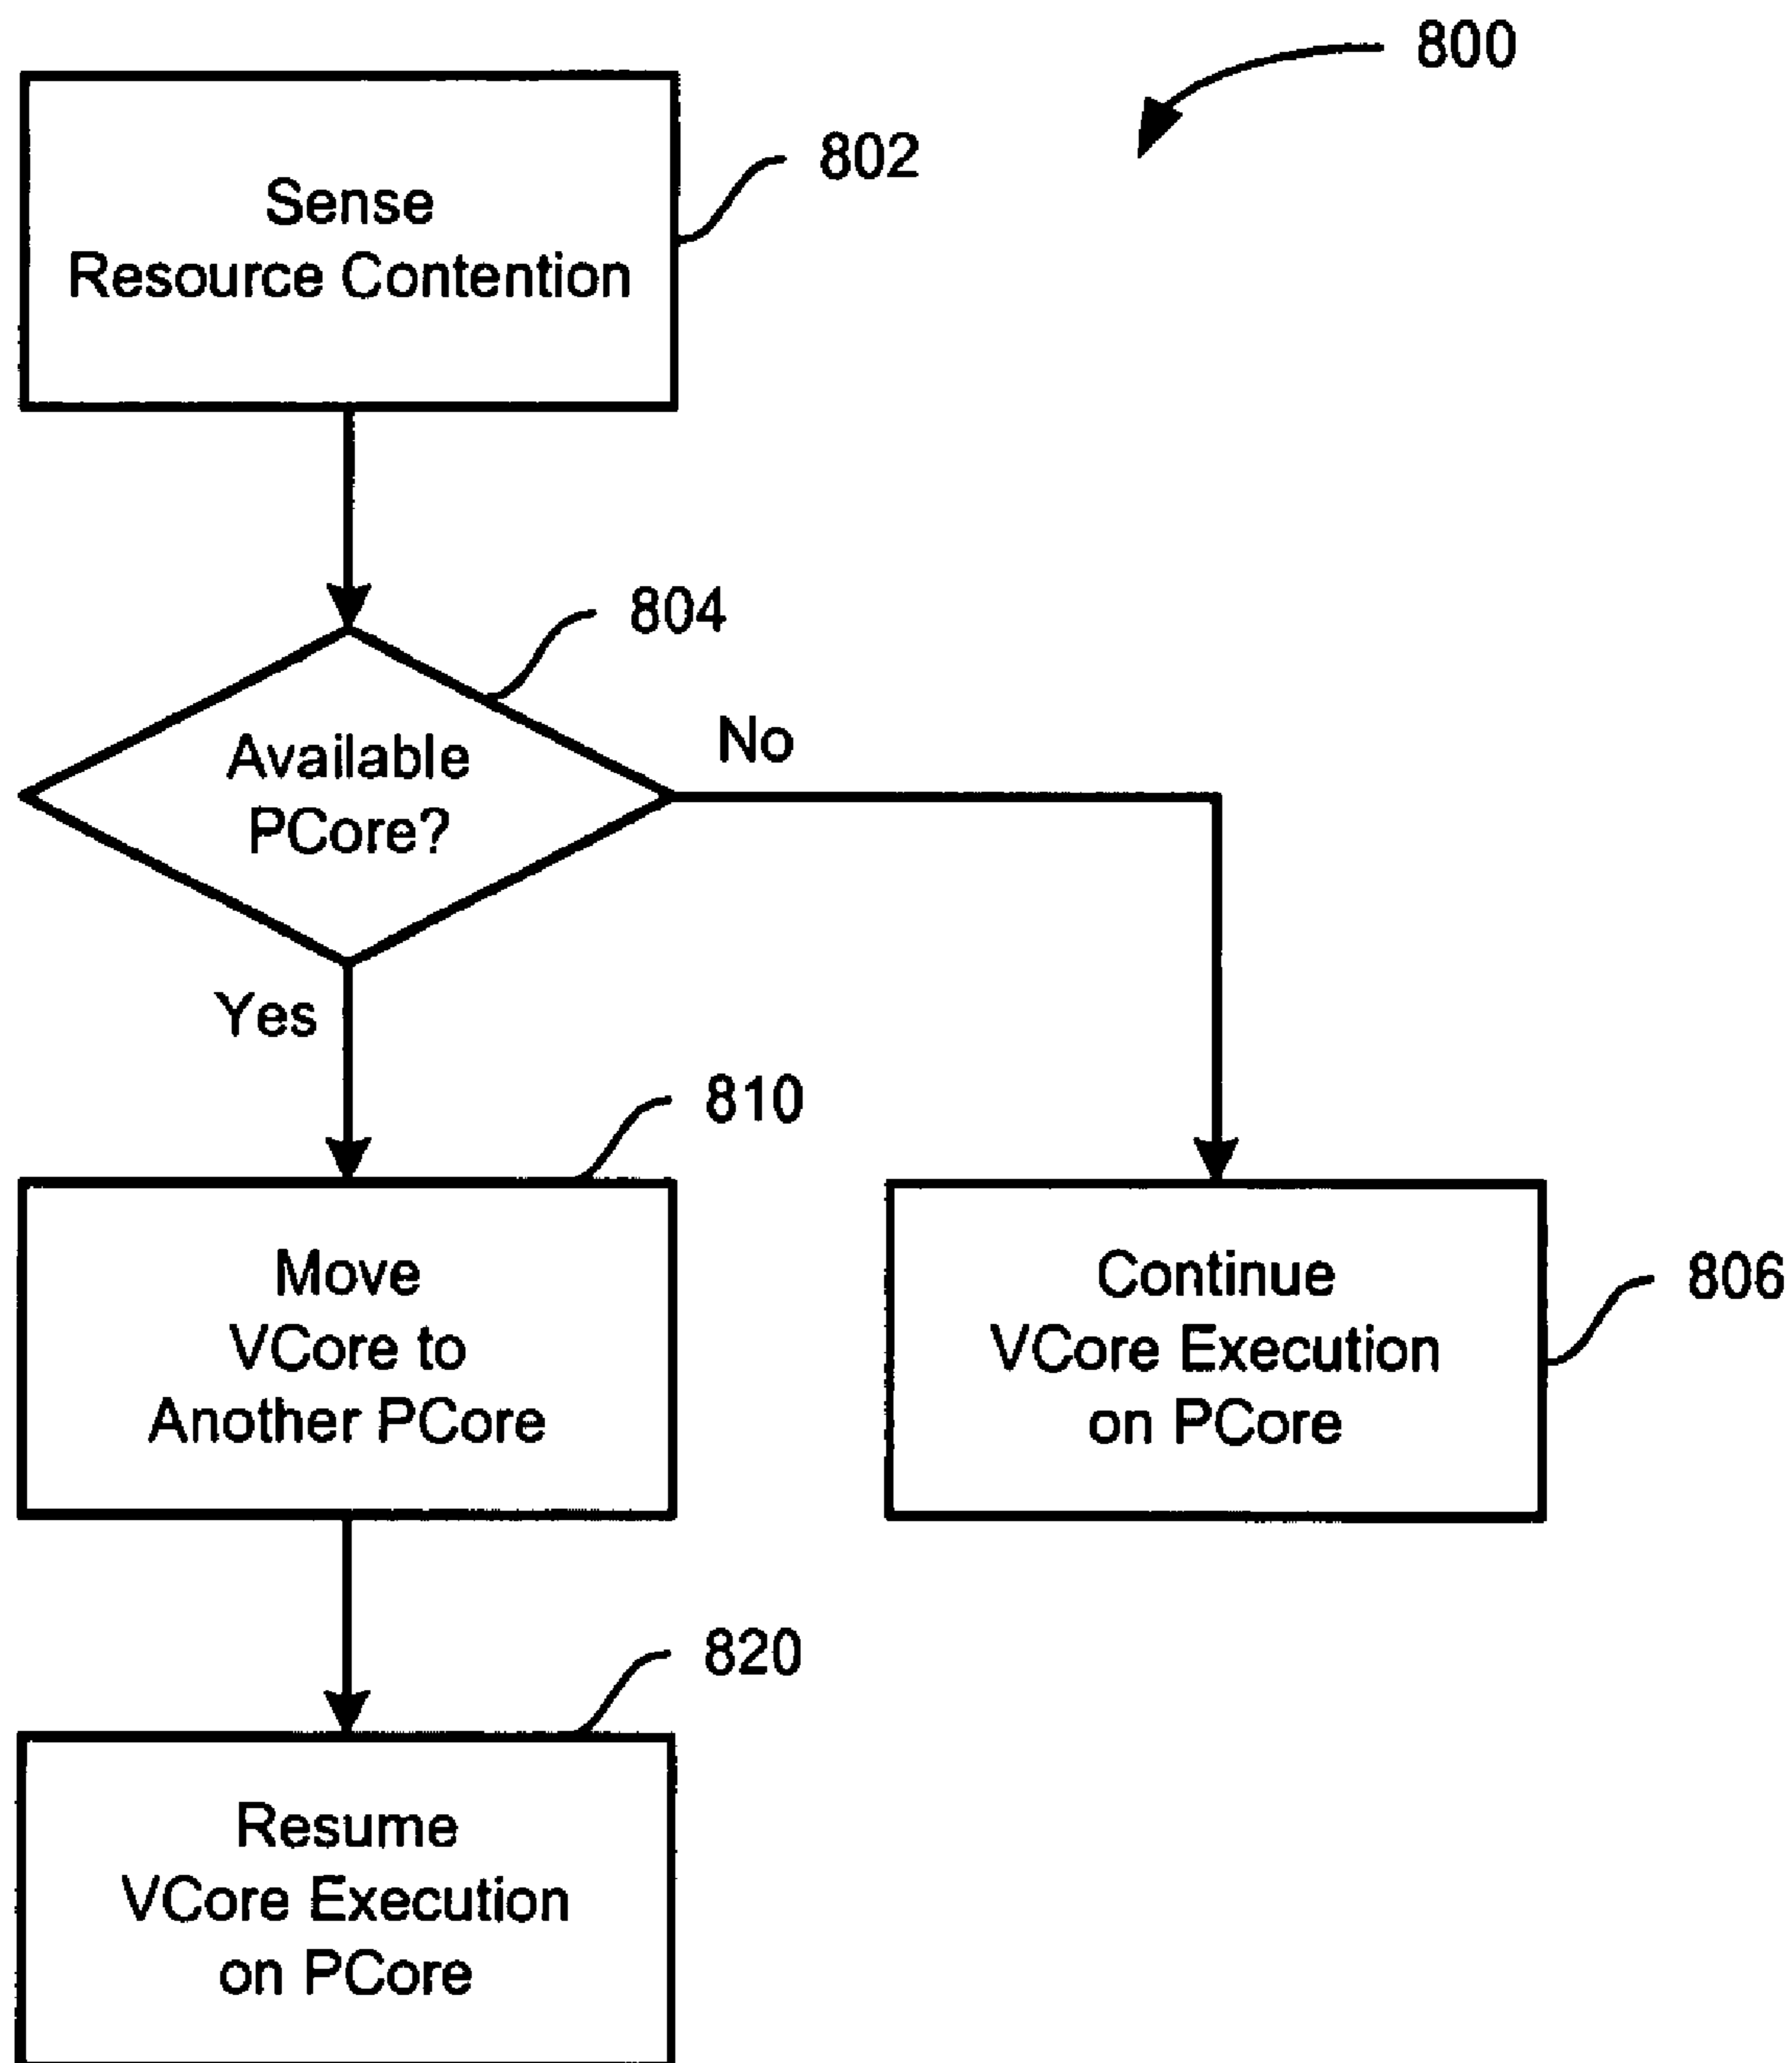 800
Sense
Resource Contention
802
804
Available
PCore?
No
Yes
810
Move
VCore to
Another PCore
Continue
VCore Execution
on PCore
806
820
Resume
VCore Execution
on PCore